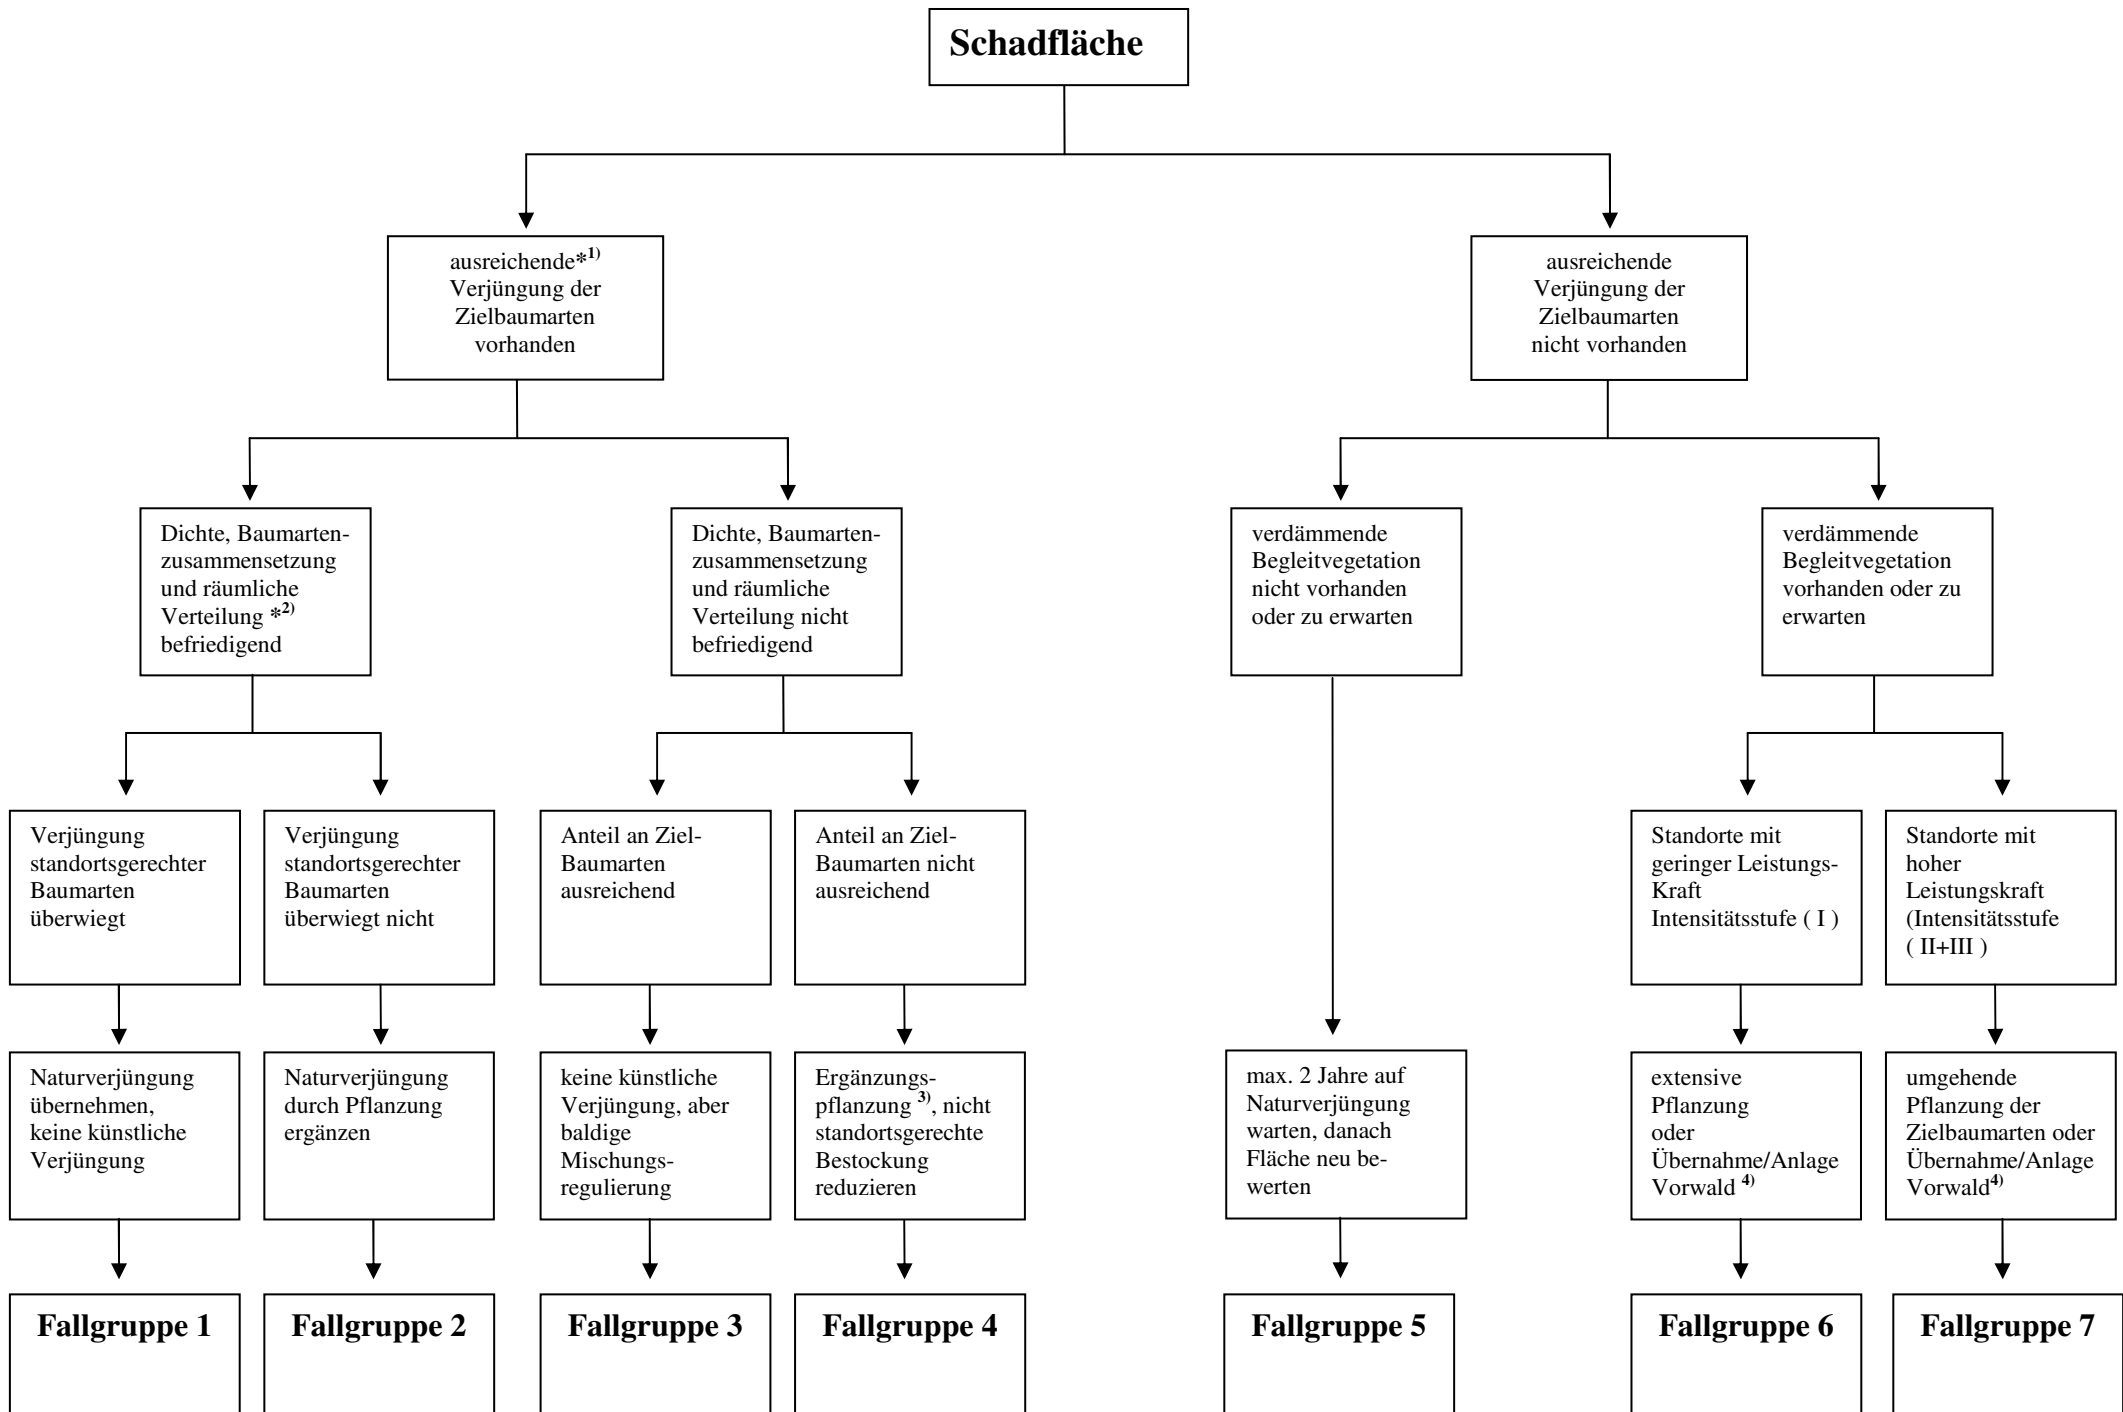 Schadfläche
ausreichende*1)
Verjüngung der
Zielbaumarten
vorhanden
ausreichende
Verjüngung der
Zielbaumarten
nicht vorhanden
Dichte, Baumarten-
zusammensetzung
und räumliche
Verteilung *2)
befriedigend
Dichte, Baumarten-
zusammensetzung
und räumliche
Verteilung nicht
befriedigend
verdämmende
Begleitvegetation
nicht vorhanden
oder zu erwarten
verdämmende
Begleitvegetation
vorhanden oder zu
erwarten
Verjüngung
standortsgerechter
Baumarten
überwiegt
Verjüngung
standortsgerechter
Baumarten
überwiegt nicht
Anteil an Ziel-
Baumarten
ausreichend
Anteil an Ziel-
Baumarten nicht
ausreichend
Standorte mit
geringer Leistungs-
Kraft
Intensitätsstufe ( I )
Standorte mit
hoher
Leistungskraft
(Intensitätsstufe
( II+III )
Naturverjüngung
übernehmen,
keine künstliche
Verjüngung
Naturverjüngung
durch Pflanzung
ergänzen
keine künstliche
Verjüngung, aber
baldige
Mischungs-
regulierung
Ergänzungs-
pflanzung 3), nicht
standortsgerechte
Bestockung
reduzieren
max. 2 Jahre auf
Naturverjüngung
warten, danach
Fläche neu be-
werten
extensive
Pflanzung
oder
Übernahme/Anlage
Vorwald 4)
umgehende
Pflanzung der
Zielbaumarten oder
Übernahme/Anlage
Vorwald4)
Fallgruppe 1
Fallgruppe 2
Fallgruppe 3
Fallgruppe 4
Fallgruppe 5
Fallgruppe 6
Fallgruppe 7